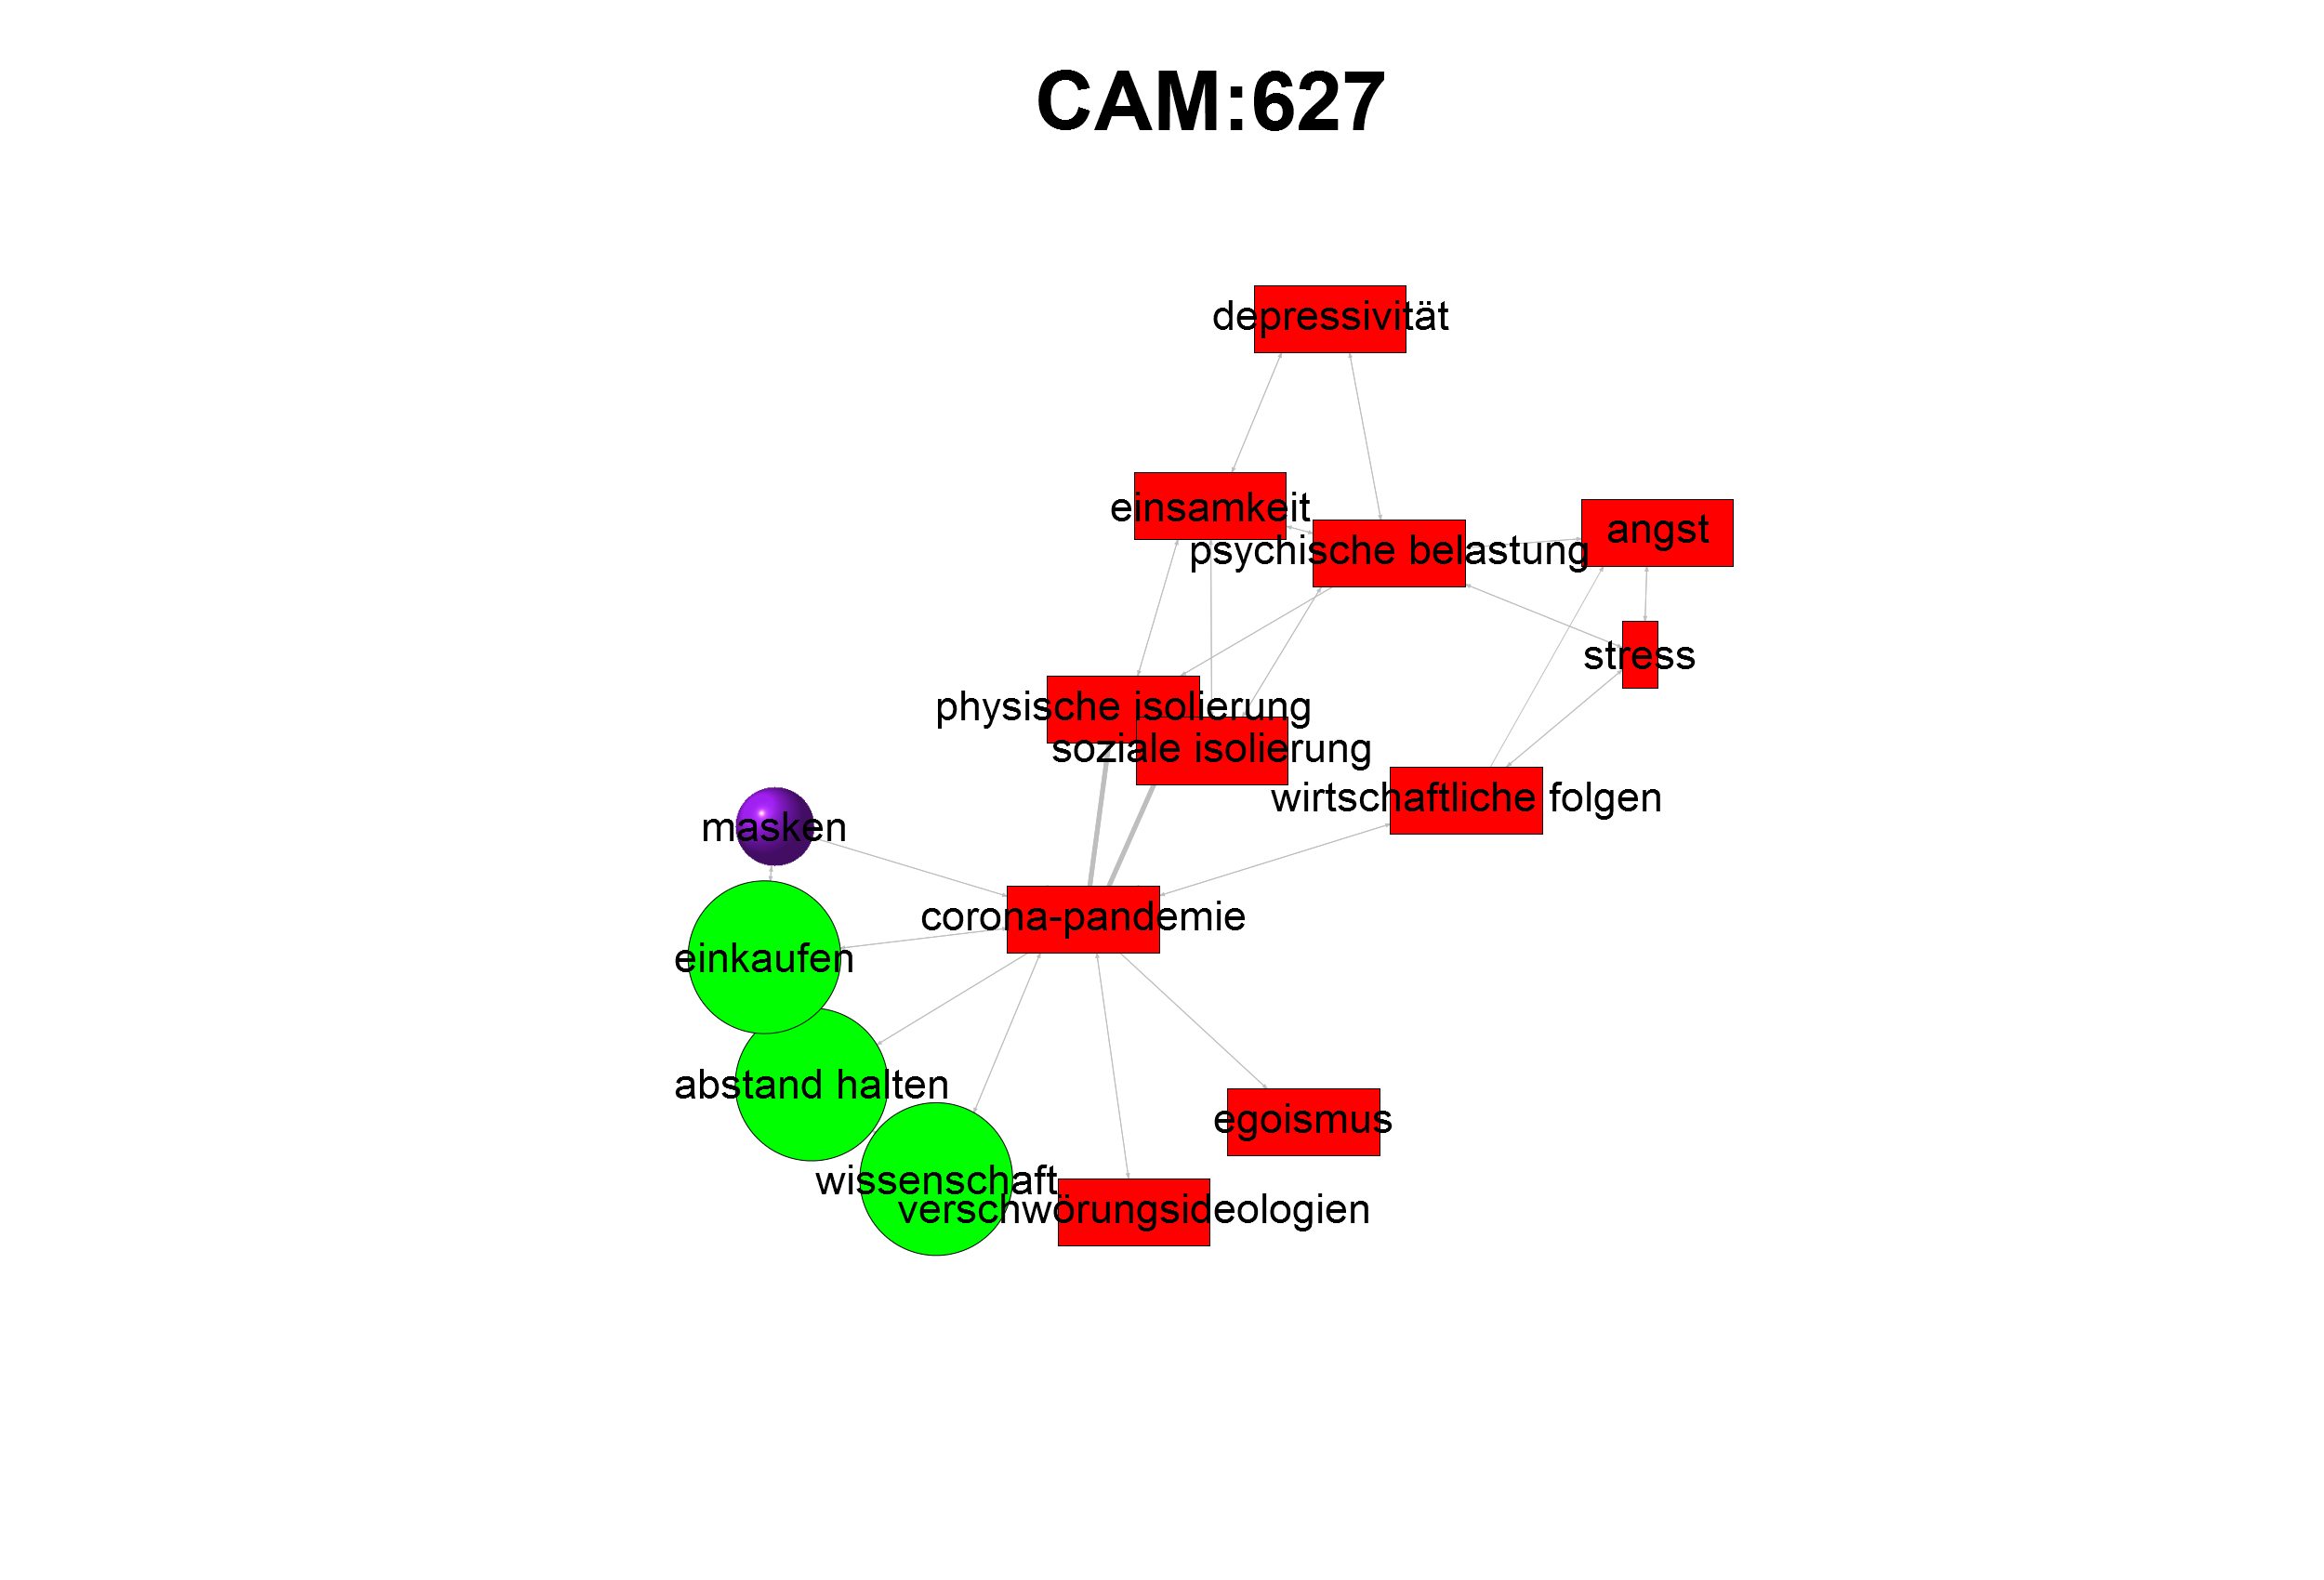 CAM:627
depressivität
einsamkeit
angst
psychische belastung
stress
physische isolierung
soziale isolierung
wirtschaftliche folgen
masken
corona-pandemie
einkaufen
abstand halten
egoismus
wissenschaft
verschwörungsideologien